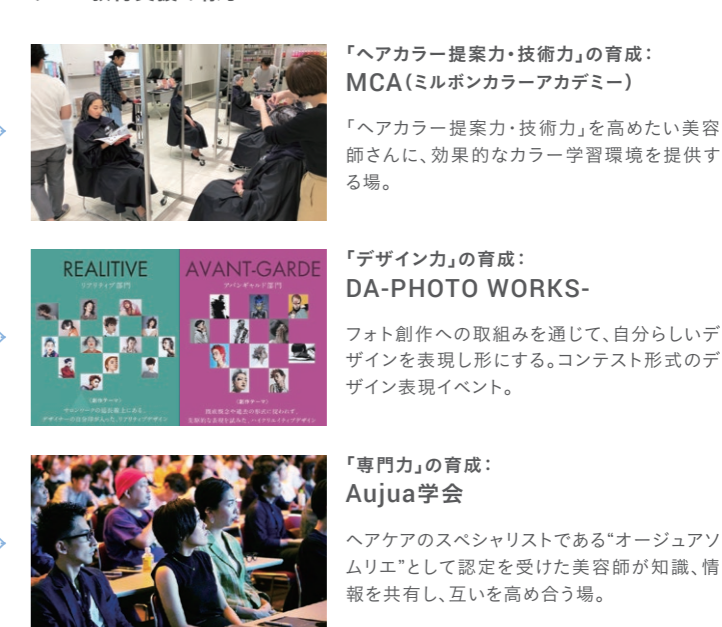 「ヘアカラー提案力・技術力」の育成：
MCA（ミルボンカラーアカデミー）
「ヘアカラー提案力・技術力」を高めたい美容
師さんに、効果的なカラー学習環境を提供す
る場。
REALITIVE
リアリティブ部門
AVANT-GARDE
アバンギャルド部門
〈創作テーマ〉
〈創作テーマ〉
「デザイン力」の育成：
DA-PHOTO WORKS-
フォト創作への取組みを通じて、自分らしいデ
ザインを表現し形にする。コンテスト形式のデ
ザイン表現イベント。
「専門力」の育成：
Aujua学会
ヘアケアのスペシャリストである“オージュアソ
ムリエ”として認定を受けた美容師が知識、情
報を共有し、互いを高め合う場。